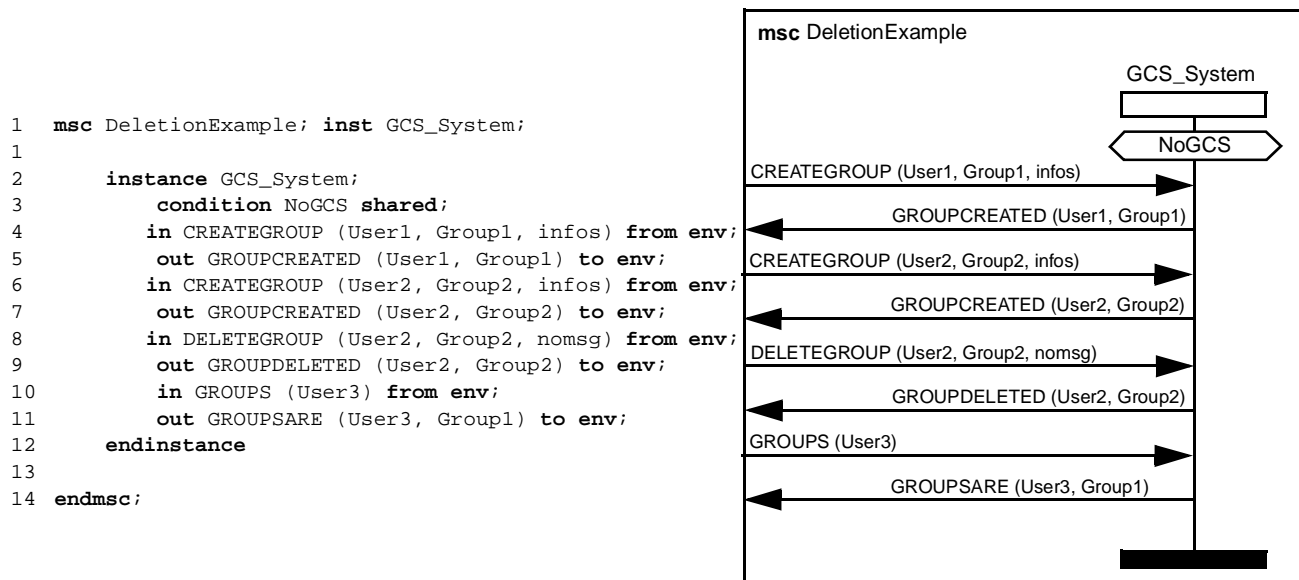 1 msc DeletionExample; inst GCS_System;
1
2 instance GCS_System;
3 condition NoGCS shared;
4 in CREATEGROUP (User1, Group1, infos) from env;
5 out GROUPCREATED (User1, Group1) to env;
6 in CREATEGROUP (User2, Group2, infos) from env;
7 out GROUPCREATED (User2, Group2) to env;
8 in DELETEGROUP (User2, Group2, nomsg) from env;
9 out GROUPDELETED (User2, Group2) to env;
10 in GROUPS (User3) from env;
11 out GROUPSARE (User3, Group1) to env;
12 endinstance
13
14 endmsc;
msc DeletionExample
GCS_System
NoGCS
CREATEGROUP (User1, Group1, infos)
GROUPCREATED (User1, Group1)
CREATEGROUP (User2, Group2, infos)
GROUPCREATED (User2, Group2)
DELETEGROUP (User2, Group2, nomsg)
GROUPDELETED (User2, Group2)
GROUPS (User3)
GROUPSARE (User3, Group1)